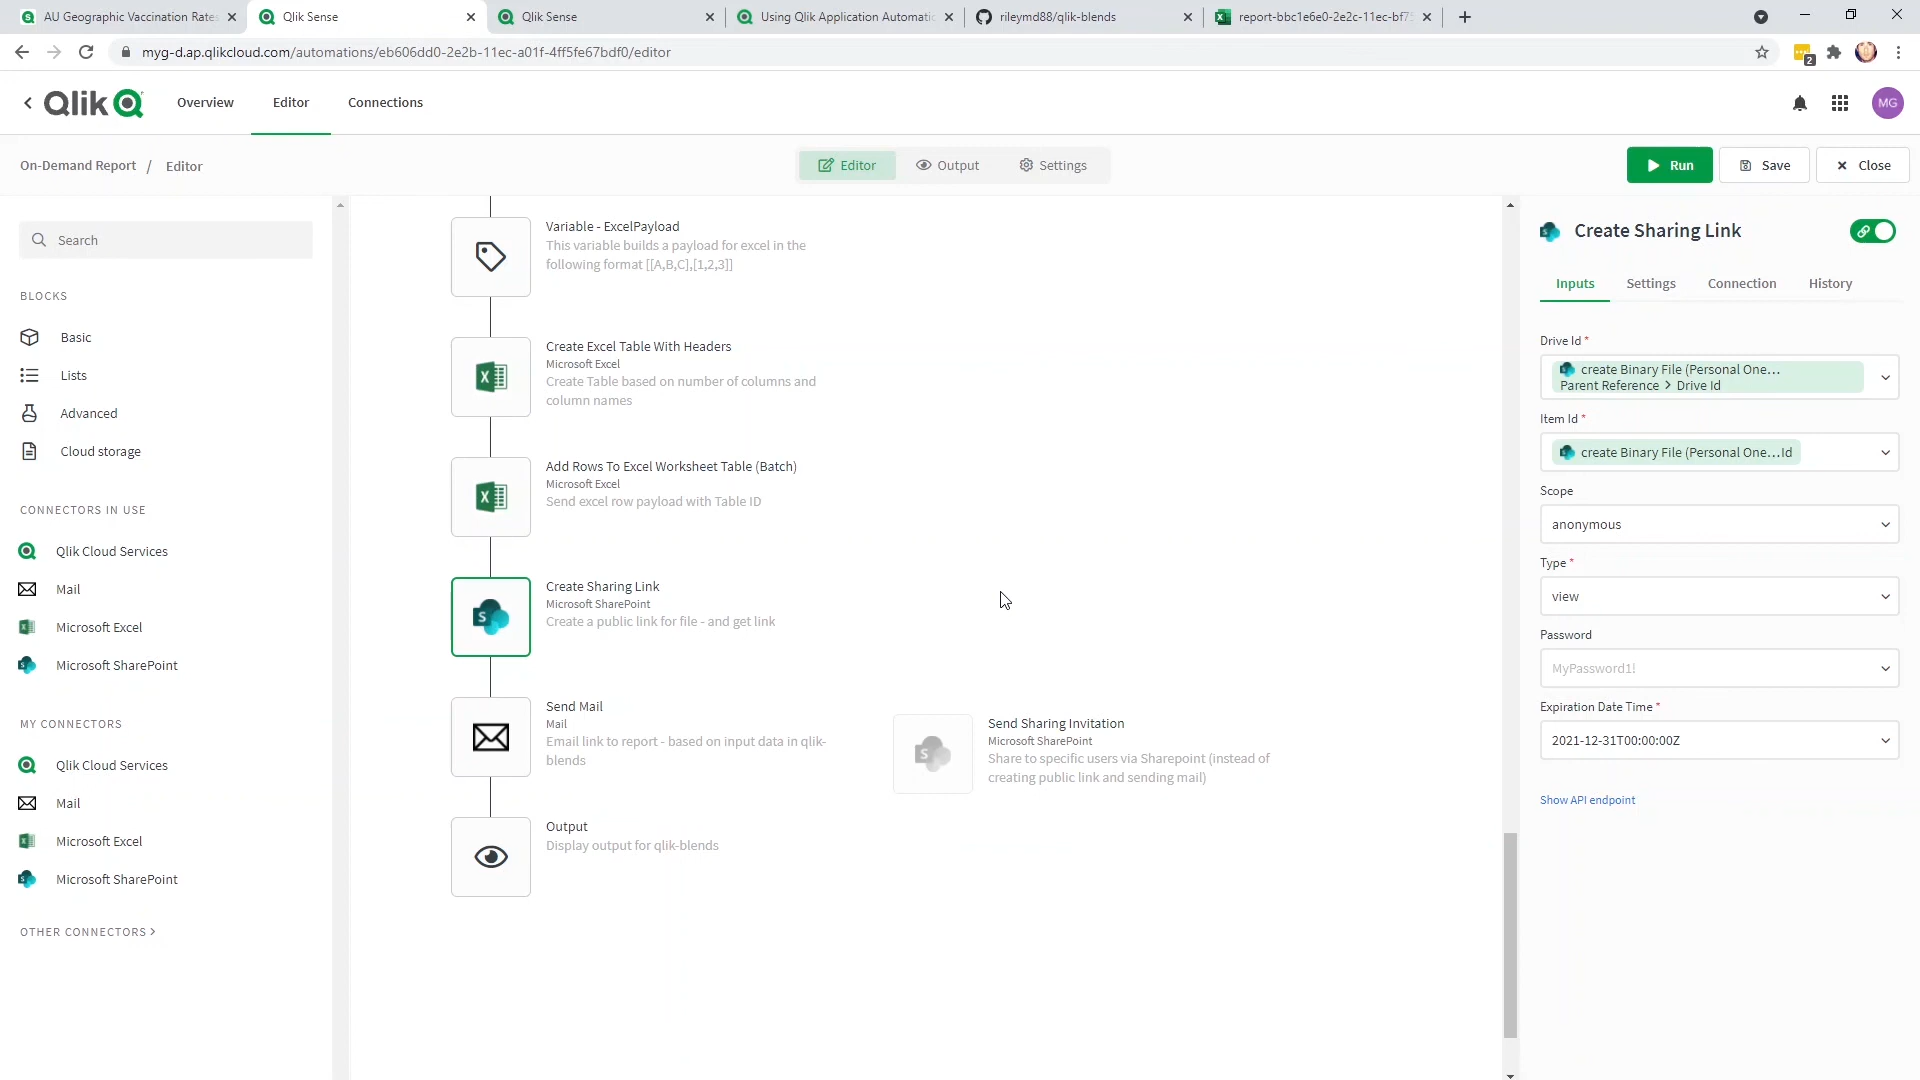 AU Geographic Vaccination Rates
Qlik Sense
Qlik Sense
Using Qlik Application Automatic
rileymd88/qlik-blends
report-bbc1e6e0-2e2c-11ec-bf7
myg-d.ap.qlikcloud.com/automations/eb606dd0-2e2b-11ec-a01f-4ff5fe67bdf0/editor
2
Qlik
Overview
Editor
Connections
MG
On-Demand Report / Editor
Editor
Output
Settings
Run
Save
Close
Search
BLOCKS
Basic
Lists
Advanced
Cloud storage
CONNECTORS IN USE
Qlik Cloud Services
Mail
Microsoft Excel
Microsoft SharePoint
MY CONNECTORS
Qlik Cloud Services
Mail
Microsoft Excel
Microsoft SharePoint
OTHER CONNECTORS >
Variable - ExcelPayload
This variable builds a payload for excel in the
following format [[A,B,C],[1,2,3]]
Create Excel Table With Headers
Microsoft Excel
Create Table based on number of columns and
column names
Add Rows To Excel Worksheet Table (Batch)
Microsoft Excel
Send excel row payload with Table ID
Create Sharing Link
Microsoft SharePoint
Create a public link for file - and get link
Send Mail
Mail
Email link to report - based on input data in qlik-
blends
Send Sharing Invitation
Microsoft SharePoint
Share to specific users via Sharepoint (instead of
creating public link and sending mail)
Output
Display output for qlik-blends
Create Sharing Link
Inputs
Settings
Connection
History
Drive Id *
create Binary File (Personal One...
Parent Reference > Drive Id
Item Id *
create Binary File (Personal One...Id
Scope
anonymous
Type *
view
Password
MyPassword1!
Expiration Date Time *
2021-12-31T00:00:00Z
Show API endpoint